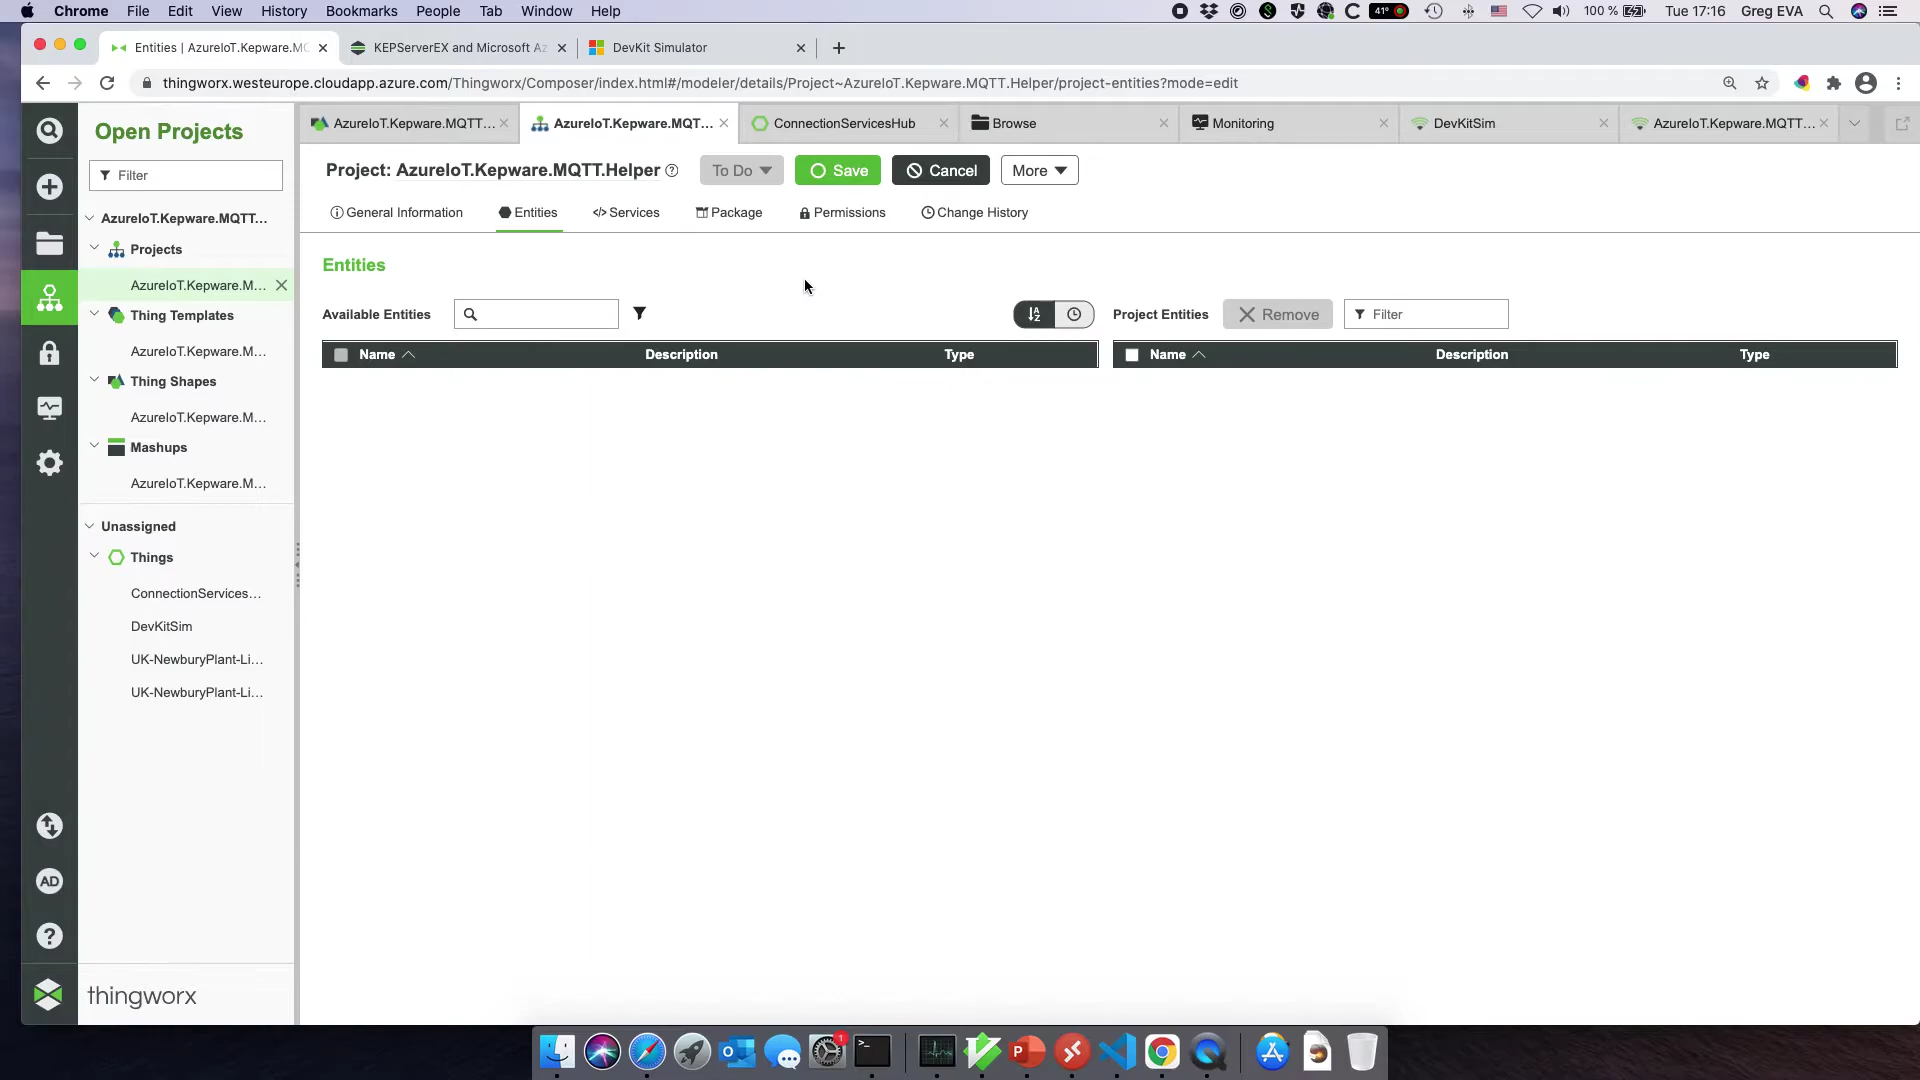 Chrome File Edit View History Bookmarks People Tab Window Help
41° 100 % Tue 17:16 Greg EVA
Entities | AzureIoT.Kepware.MQ
KEPServerEX and Microsoft Az
DevKit Simulator
thingworx.westeurope.cloudapp.azure.com/Thingworx/Composer/index.html#/modeler/details/Project~AzureIoT.Kepware.MQTT.Helper/project-entities?mode=edit
Open Projects
Filter
AzureIoT.Kepware.MQTT...
Projects
AzureIoT.Kepware.M...
Thing Templates
AzureIoT.Kepware.M...
Thing Shapes
AzureIoT.Kepware.M...
Mashups
AzureIoT.Kepware.M...
Unassigned
Things
ConnectionServices...
DevKitSim
UK-NewburyPlant-Li...
UK-NewburyPlant-Li...
AD
thingworx
AzureIoT.Kepware.MQTT...
AzureIoT.Kepware.MQT...
ConnectionServicesHub
Browse
Monitoring
DevKitSim
AzureIoT.Kepware.MQTT...
Project: AzureIoT.Kepware.MQTT.Helper
To Do
Save
Cancel
More
General Information
Entities
Services
Package
Permissions
Change History
Entities
Available Entities
Project Entities
Remove
Filter
Name Description Type
Name Description Type
1